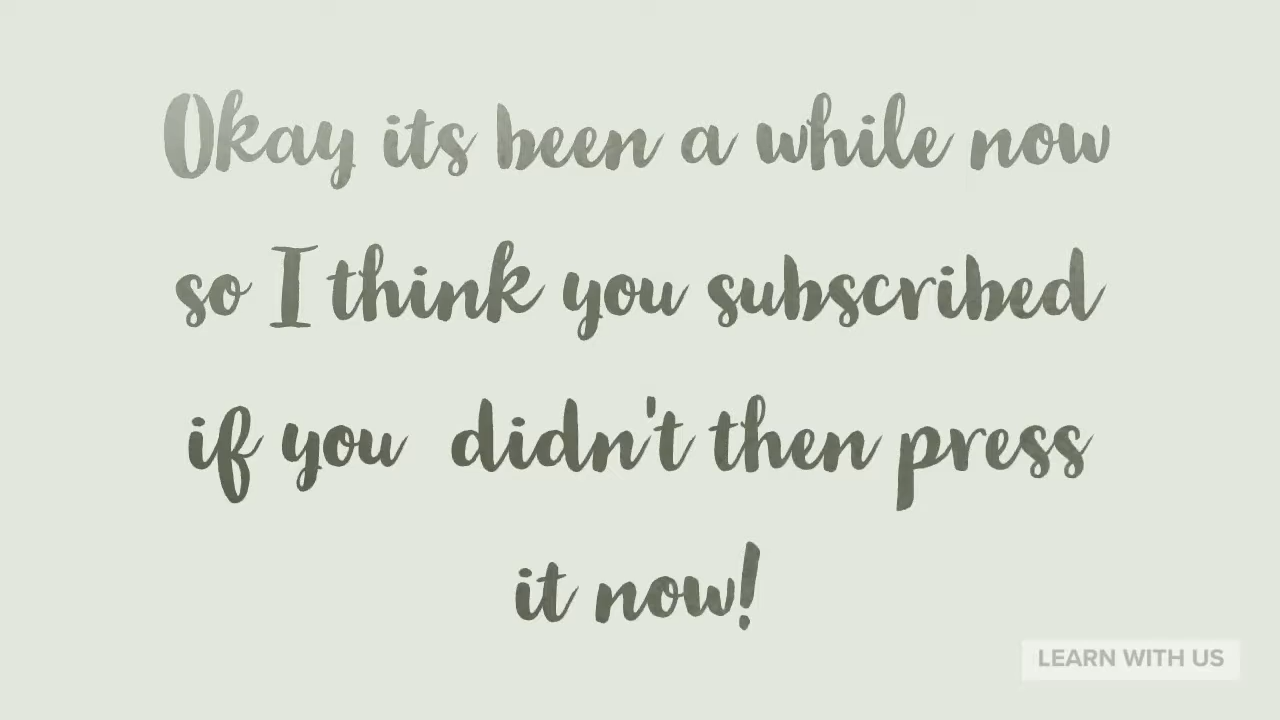 Okay its been a while now
so I think you subscribed
if you didn't then press
it now!
LEARN WITH US